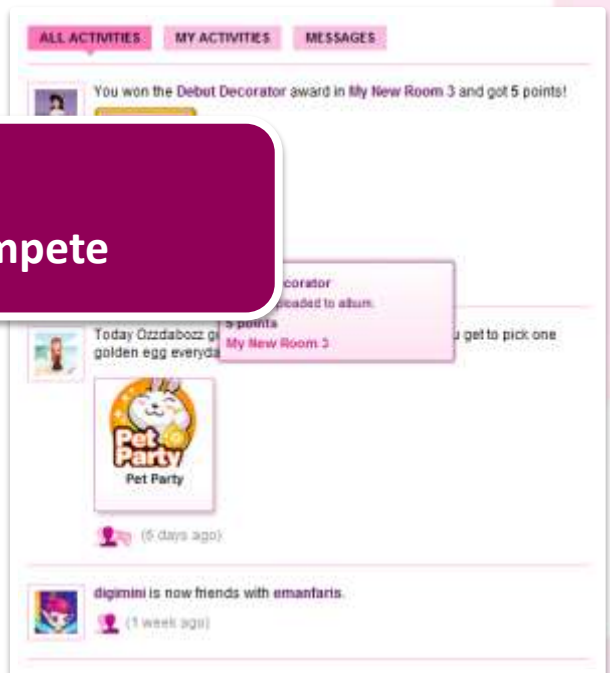 ALL ACTIVITIES MY ACTIVITIES MESSAGES
You won the Debut Decorator award in My New Room 3 and got 5 points!
mpete
corator
oaded to album.
5 points
My New Room 3
Today Ozzdabozz g
u get to pick one
golden egg everyda
Pet
Party
Pet Party
(6 days ago)
digimini is now friends with emanfaris.
(1 week ago)